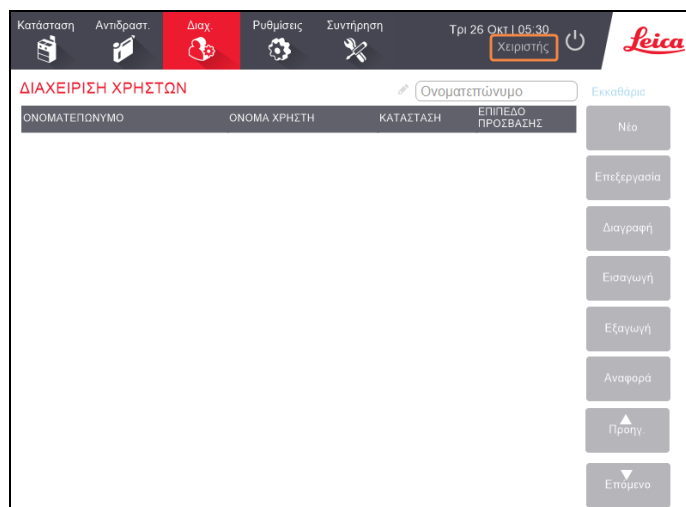 Κατάσταση Αντιδραστ. Διαχ. Ρυθμίσεις Συντήρηση Τρι 26 Οκτ | 05:30
Χειριστής
Leica
ΔΙΑΧΕΙΡΙΣΗ ΧΡΗΣΤΩΝ Ονοματεπώνυμο Εκκαθάρισ
ΟΝΟΜΑΤΕΠΩΝΥΜΟ ΟΝΟΜΑ ΧΡΗΣΤΗ ΚΑΤΑΣΤΑΣΗ ΕΠΙΠΕΔΟ
ΠΡΟΣΒΑΣΗΣ
Νέο
Επεξεργασία
Διαγραφή
Εισαγωγή
Εξαγωγή
Αναφορά
Προηγ.
Επόμενο